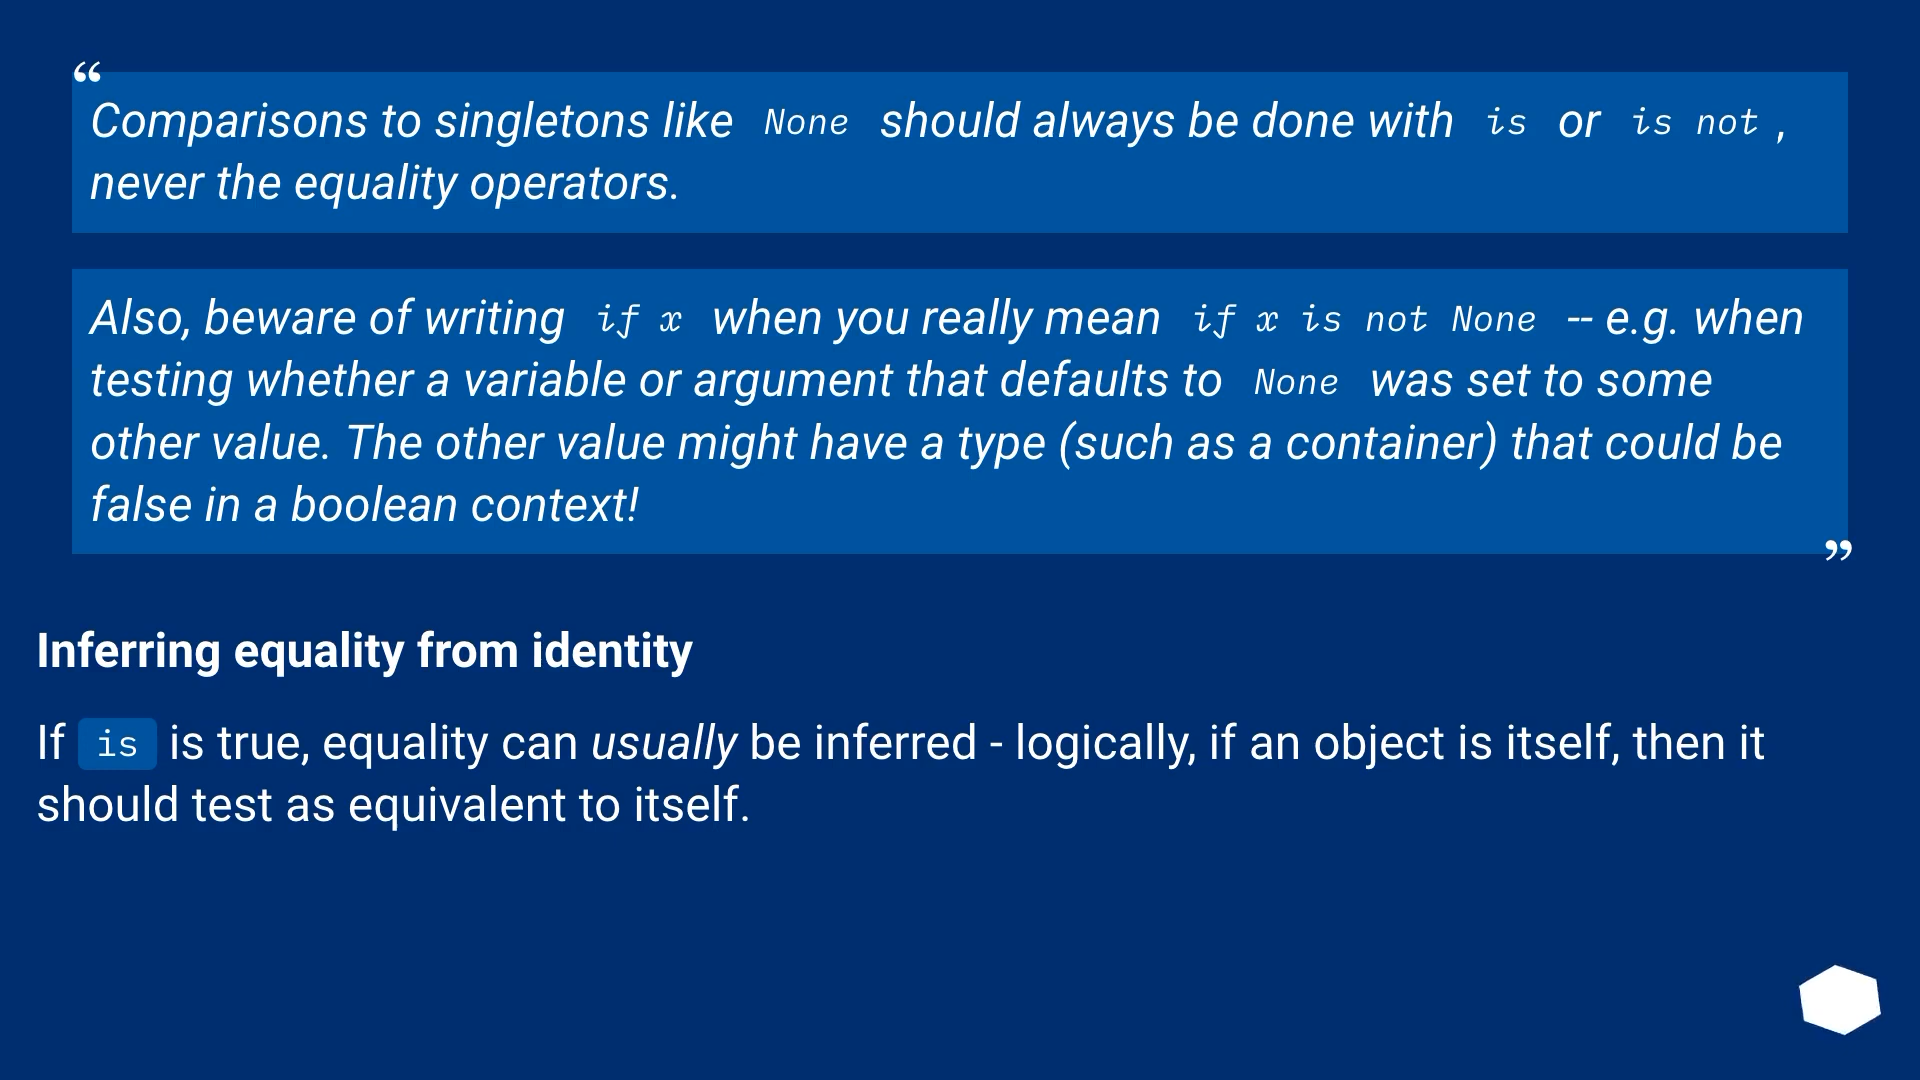 “
Comparisons to singletons like None should always be done with is or is not ,
never the equality operators.
Also, beware of writing if x when you really mean if x is not None -- e.g. when
testing whether a variable or argument that defaults to None was set to some
other value. The other value might have a type (such as a container) that could be
false in a boolean context!
”
Inferring equality from identity
If is is true, equality can usually be inferred - logically, if an object is itself, then it
should test as equivalent to itself.